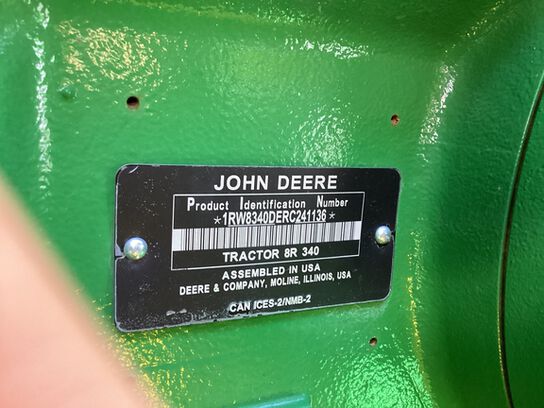 JOHN DEERE
Product Identification Number
*1RW8340DERC241136*
TRACTOR 8R 340
ASSEMBLED IN USA
DEERE & COMPANY, MOLINE, ILLINOIS, USA
CAN ICES-2/NMB-2